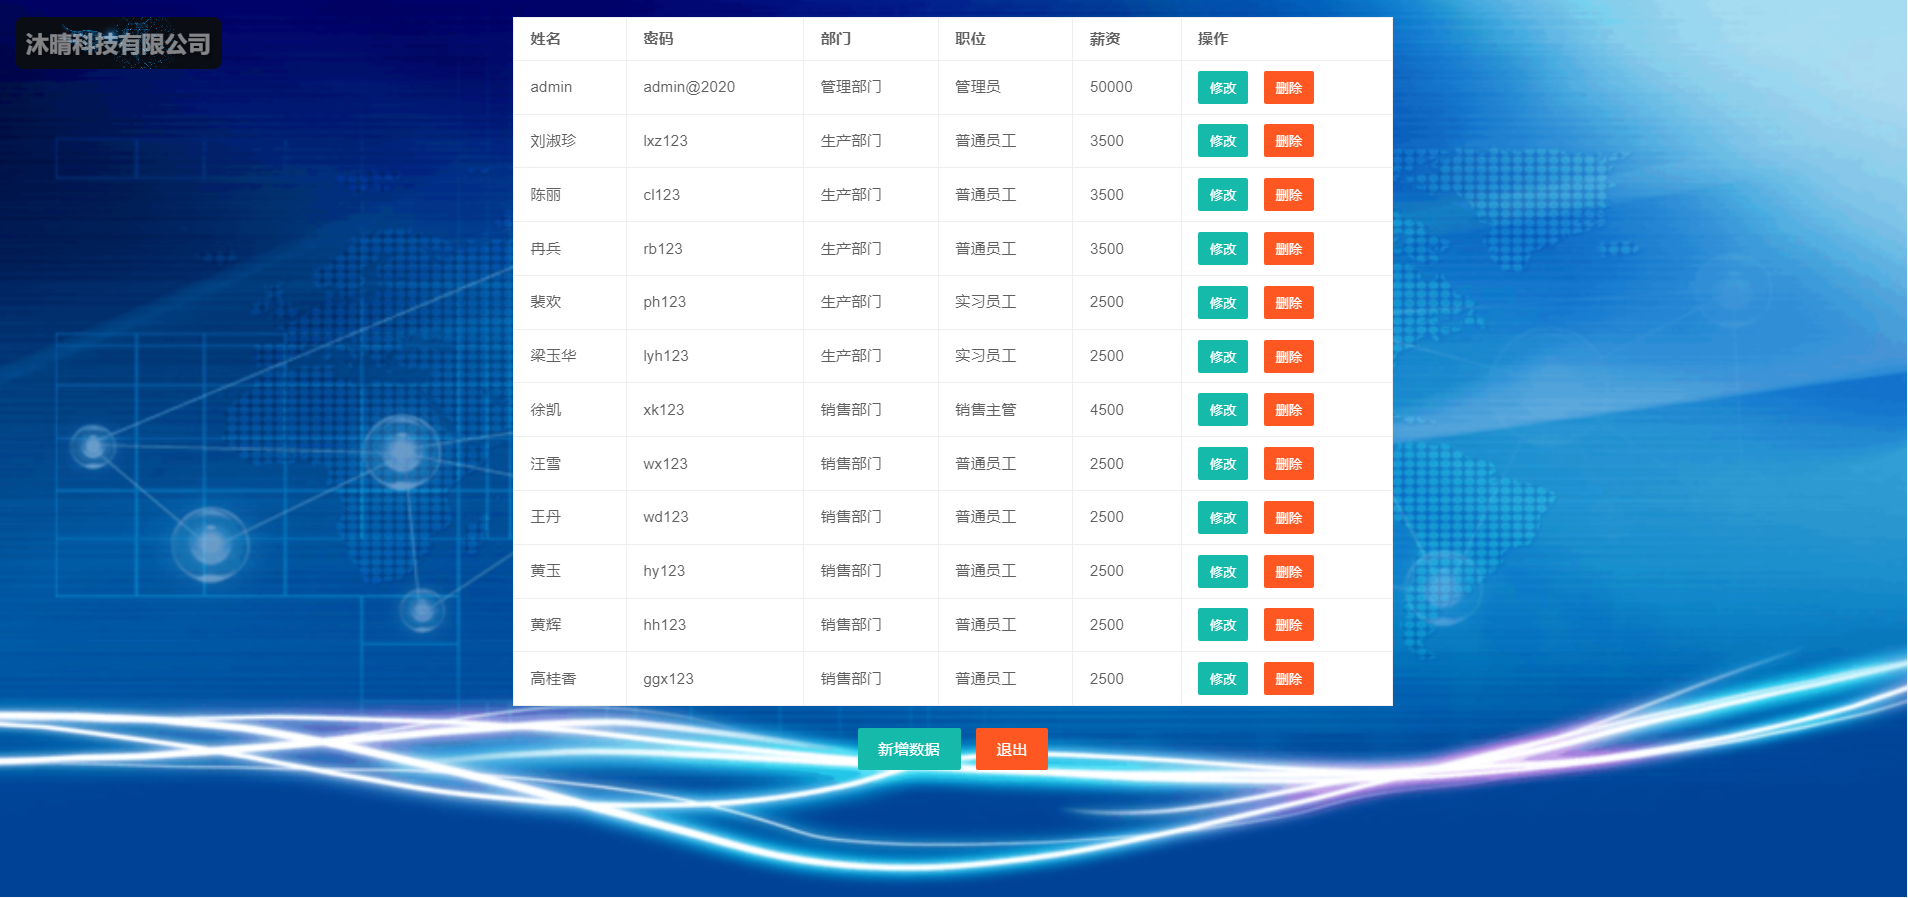 沐晴科技有限公司
姓名 密码 部门 职位 薪资 操作
admin admin@2020 管理部门 管理员 50000 修改 删除
刘淑珍 lxz123 生产部门 普通员工 3500 修改 删除
陈丽 cl123 生产部门 普通员工 3500 修改 删除
冉兵 rb123 生产部门 普通员工 3500 修改 删除
裴欢 ph123 生产部门 实习员工 2500 修改 删除
梁玉华 lyh123 生产部门 实习员工 2500 修改 删除
徐凯 xk123 销售部门 销售主管 4500 修改 删除
汪雪 wx123 销售部门 普通员工 2500 修改 删除
王丹 wd123 销售部门 普通员工 2500 修改 删除
黄玉 hy123 销售部门 普通员工 2500 修改 删除
黄辉 hh123 销售部门 普通员工 2500 修改 删除
高桂香 ggx123 销售部门 普通员工 2500 修改 删除
新增数据 退出